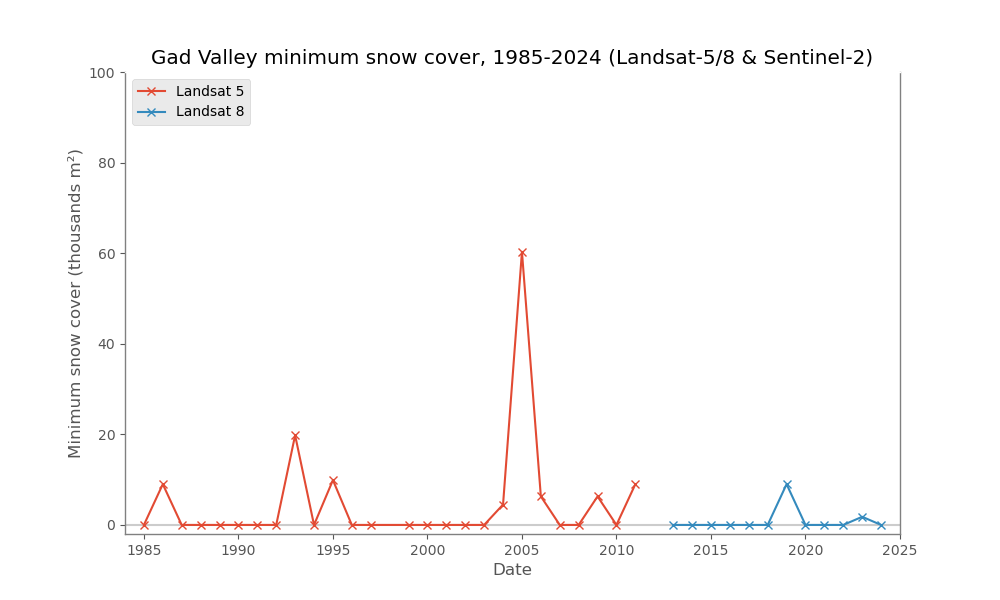 Gad Valley minimum snow cover, 1985-2024 (Landsat-5/8 & Sentinel-2)
Landsat 5
Landsat 8
Minimum snow cover (thousands m²)
100
80
60
40
20
0
1985 1990 1995 2000 2005 2010 2015 2020 2025
Date